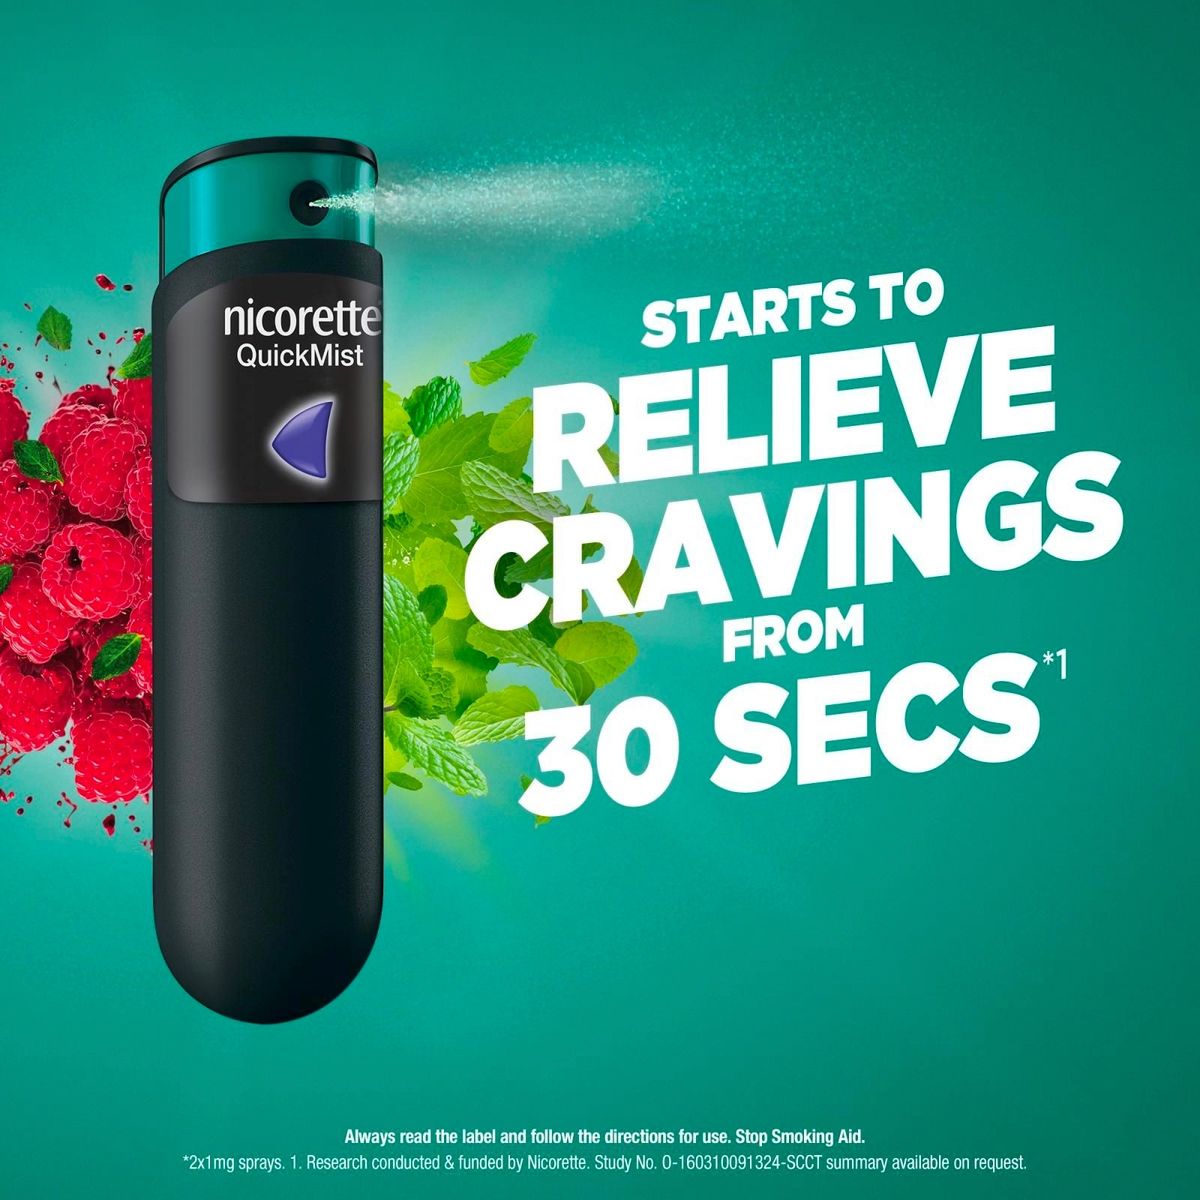 nicorette
QuickMist
STARTS TO
RELIEVE
CRAVINGS
FROM
30 SECS*1
Always read the label and follow the directions for use. Stop Smoking Aid.
*2x1mg sprays. 1. Research conducted & funded by Nicorette. Study No. O-160310091324-SCCT summary available on request.